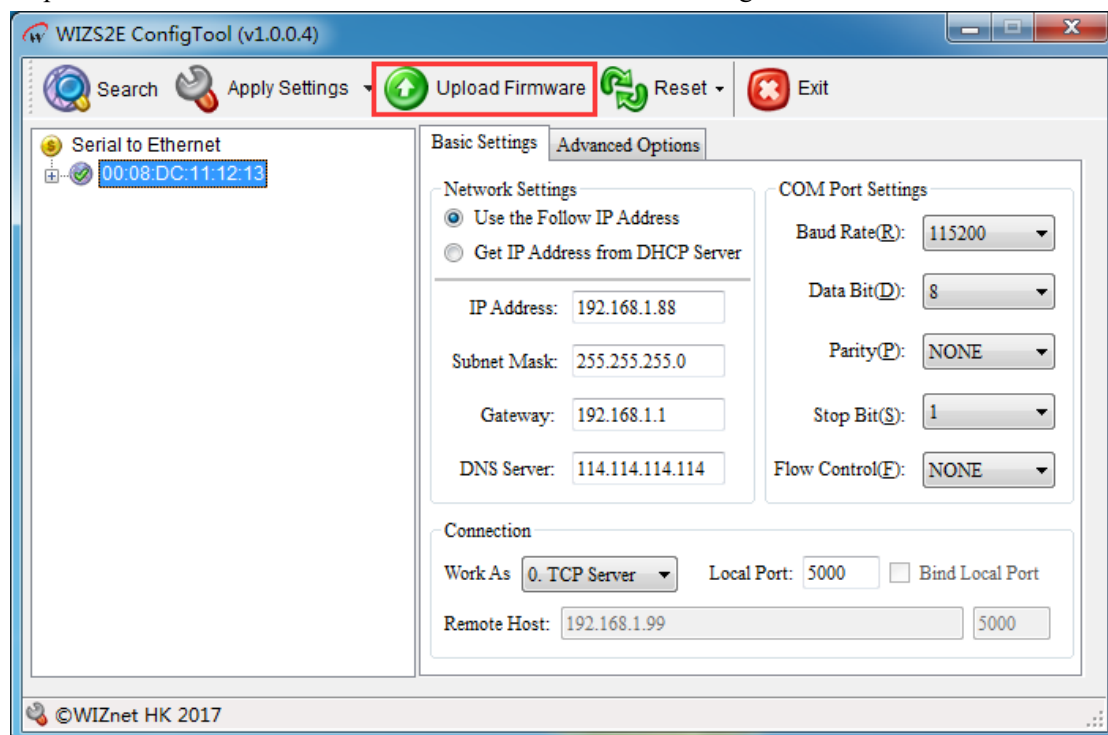 WIZS2E ConfigTool (v1.0.0.4)
Search Apply Settings Upload Firmware Reset Exit
Serial to Ethernet
00:08:DC:11:12:13
Basic Settings Advanced Options
Network Settings
Use the Follow IP Address
Get IP Address from DHCP Server
IP Address: 192.168.1.88
Subnet Mask: 255.255.255.0
Gateway: 192.168.1.1
DNS Server: 114.114.114.114
COM Port Settings
Baud Rate(R): 115200
Data Bit(D): 8
Parity(P): NONE
Stop Bit(S): 1
Flow Control(F): NONE
Connection
Work As 0. TCP Server Local Port: 5000 Bind Local Port
Remote Host: 192.168.1.99 5000
©WIZnet HK 2017